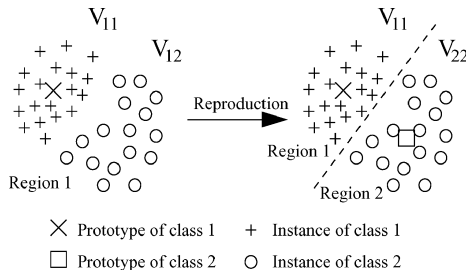 V11
V12
Region 1
Reproduction
V11
V22
Region 1
Region 2
Prototype of class 1
Instance of class 1
Prototype of class 2
Instance of class 2